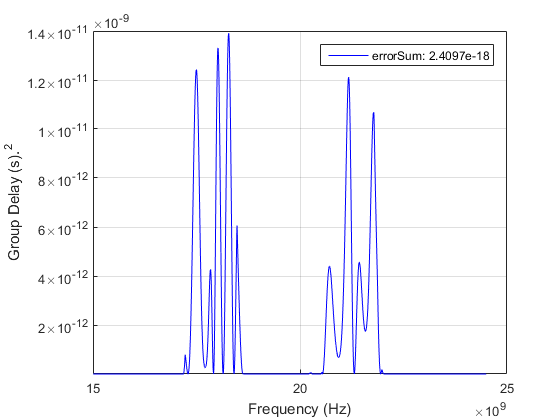 ×10⁻⁹
1.4×10⁻¹¹
errorSum: 2.4097e-18
1.2×10⁻¹¹
1×10⁻¹¹
8×10⁻¹²
6×10⁻¹²
4×10⁻¹²
2×10⁻¹²
Group Delay (s).²
15 20 25
Frequency (Hz)
×10⁹